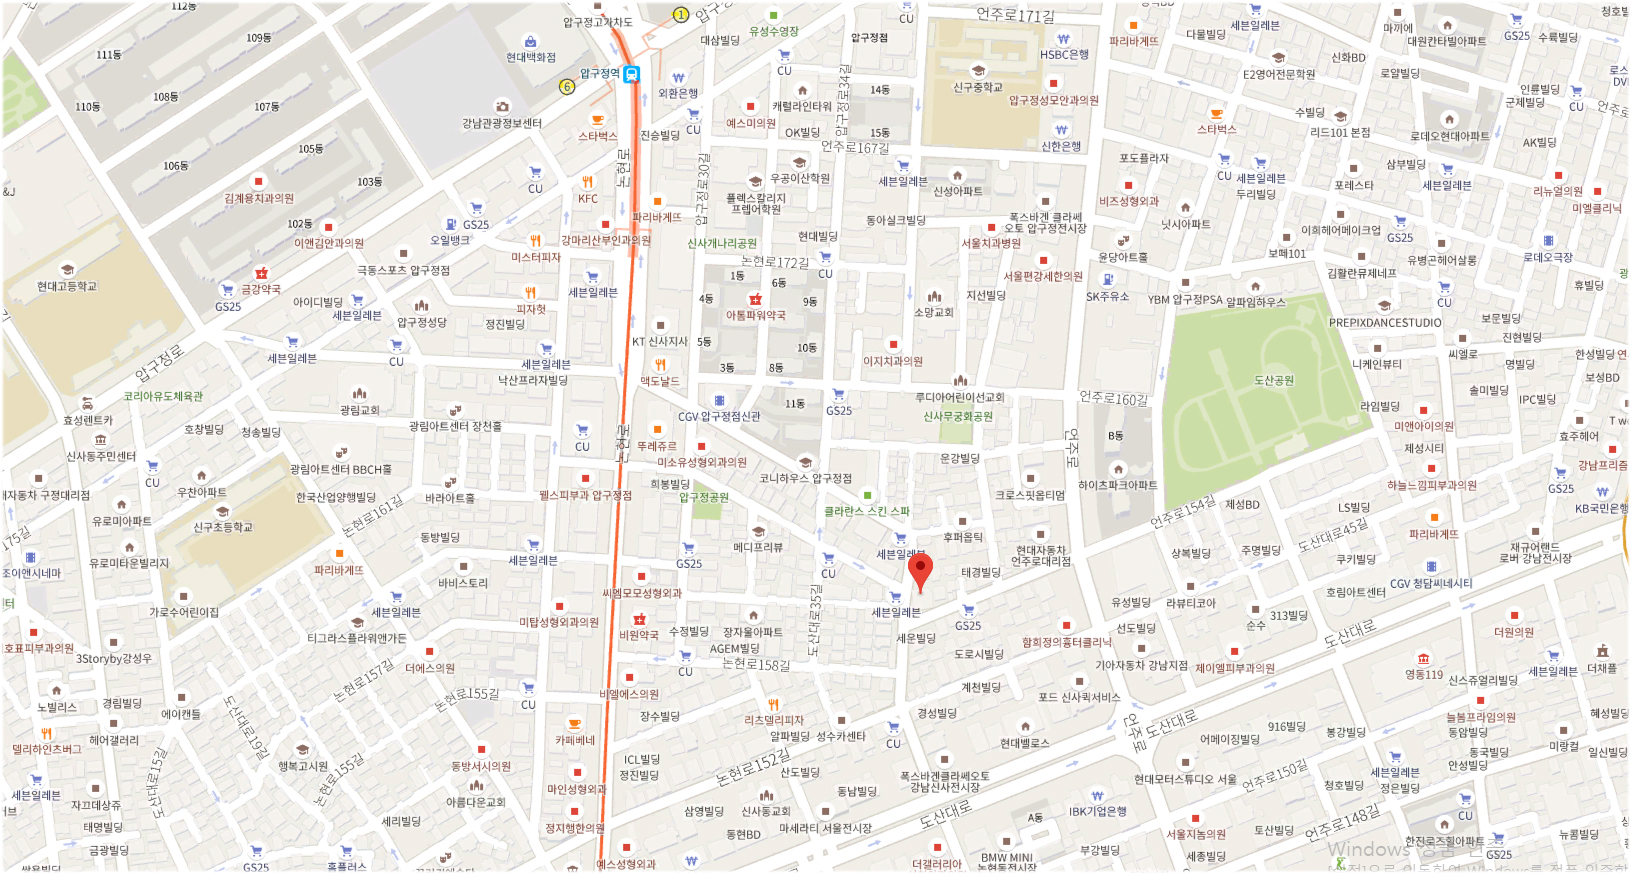 112동
압구정고가차도
1
압구정
언주로171길
CU
109동
유성수영장
대삼빌딩
압구정점
현대백화점
111동
압구정역
6
외환은행
CU
HSBC은행
파리바게뜨
다물빌딩
마끼에
대원칸타빌아파트
GS25
수룩빌딩
신화BD
로얄빌딩
E2영어전문학원
세븐일레븐
청호빌딩
110동
108동
107동
강남관광정보센터
스타벅스
진승빌딩
CU
예스미의원
캐럴라인타워
OK빌딩
압구정로34길
14동
15동
신구중학교
압구정성모안과의원
신한은행
스타벅스
수빌딩
리드101 본점
로데오현대아파트
인륜빌딩
군제빌딩
CU
AK빌딩
106동
105동
103동
102동
김계용치과의원
CU
KFC
논현로
압구정로30길
언주로167길
우공이산학원
플렉스칼리지
프렙어학원
세븐일레븐
신성아파트
포도플라자
비즈성형외과
CU
세븐일레븐
두리빌딩
포레스타
삼부빌딩
세븐일레븐
리뉴얼의원
미엘클리닉
GS25
오일뱅크
이앤김안과의원
파리바게뜨
강마리산부인과의원
미스터피자
신사개나리공원
현대빌딩
동아실크빌딩
폭스바겐 클라쎄
오토 압구정전시장
서울치과병원
낏시아파트
윤당아트홀
보떼101
이희헤어메이크업
GS25
유병곤헤어살롱
로데오극장
현대고등학교
금강약국
극동스포츠 압구정점
세븐일레븐
논현로172길
CU
서울편강세한의원
SK주유소
김활란뮤제네프
CU
휴빌딩
GS25
아이디빌딩
세븐일레븐
압구정성당
피자헛
정진빌딩
1동
6동
4동
9동
아톰파워약국
5동
10동
3동
8동
소망교회
지선빌딩
YBM 압구정PSA
알파임하우스
PREPIXDANCESTUDIO
보문빌딩
진현빌딩
압구정로
세븐일레븐
CU
세븐일레븐
낙산프라자빌딩
KT 신사지사
맥도날드
이지치과의원
도산공원
니케인뷰티
씨엘로
명빌딩
한성빌딩
보성BD
솔미빌딩
IPC빌딩
코리아유도체육관
효성렌트카
광림교회
광림아트센터 장천홀
CU
논현로
CGV 압구정점신관
11동
GS25
루디아어린이선교회
신사무궁화공원
언주로160길
라임빌딩
미앤아이의원
효주헤어
호창빌딩
청송빌딩
신사동주민센터
CU
광림아트센터 BBCH홀
뚜레쥬르
미소유성형외과의원
코니하우스 압구정점
운강빌딩
언주로
B동
제성시티
하늘느낌피부과의원
강남프리즘
GS25
우찬아파트
한국산업양행빌딩
바라아트홀
웰스피부과 압구정점
희봉빌딩
압구정공원
클라란스 스킨 스파
크로스핏옵티멈
하이츠파크아파트
언주로154길
제성BD
LS빌딩
KB국민은행
유로미아파트
신구초등학교
논현로161길
동방빌딩
세븐일레븐
GS25
메디프리뷰
CU
세븐일레븐
후퍼옵틱
현대자동차
언주로대리점
도산대로45길
파리바게뜨
재규어랜드
로버 강남전시장
유로미타운빌리지
조이앤시네마
파리바게뜨
바비스토리
씨엠모모성형외과
태경빌딩
상복빌딩
주명빌딩
쿠키빌딩
CGV 청담씨네시티
가로수어린이집
세븐일레븐
미탑성형외과의원
비원약국
수정빌딩
장자울아파트
도산대로35길
세븐일레븐
GS25
유성빌딩
라뷰티코아
순수
313빌딩
호림아트센터
더원의원
티그라스플라워앤가든
세운빌딩
함희정의흉터클리닉
선도빌딩
도산대로
3Storyby강성우
논현로157길
더에스의원
CU
AGEM빌딩
논현로158길
도로시빌딩
기아자동차 강남지점
제이엘피부과의원
영동119
세븐일레븐
더채플
노빌리스
경림빌딩
에이캔들
도산대로19길
논현로155길
CU
비엘에스의원
계천빌딩
포드 신사퀵서비스
신스쥬얼리빌딩
델리하인츠버그
헤어갤러리
카페베네
장수빌딩
리츠델리피자
알파빌딩
성수카센타
경성빌딩
CU
언주로
도산대로
916빌딩
늘봄프라임의원
혜성빌딩
도산대로15길
행복고시원
동방서시의원
ICL빌딩
정진빌딩
논현로152길
산도빌딩
현대벨로스
어메이징빌딩
봉강빌딩
동암빌딩
동국빌딩
미랑컬
세븐일레븐
자끄데상쥬
논현로155길
아름다운교회
마인성형외과
폭스바겐클라쎄오토
강남신사전시장
현대모터스튜디오 서울
언주로150길
청호빌딩
세븐일레븐
정은빌딩
안성빌딩
일신빌딩
태명빌딩
세리빌딩
정지행한의원
삼영빌딩
신사동교회
동남빌딩
IBK기업은행
CU
금광빌딩
GS25
홈플러스
동현BD
마세라티 서울전시장
도산대로
A동
서울지놈의원
토산빌딩
언주로148길
한전로즈힐아파트
뉴콤빌딩
예스성형외과
더갤러리아
BMW MINI
논현동전시장
부강빌딩
세종빌딩
GS25